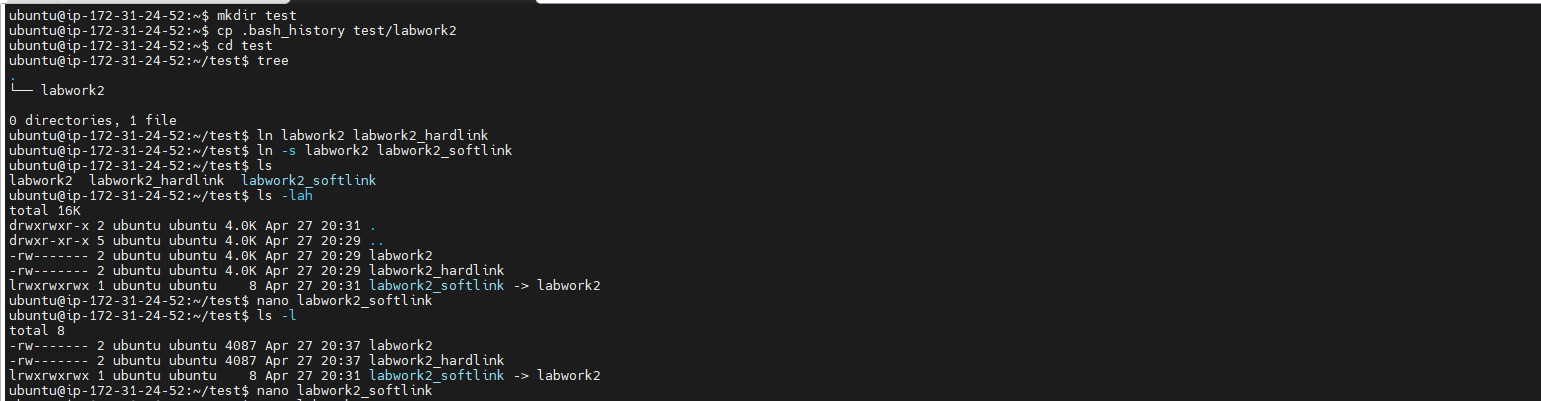 ubuntu@ip-172-31-24-52:~$ mkdir test
ubuntu@ip-172-31-24-52:~$ cp .bash_history test/labwork2
ubuntu@ip-172-31-24-52:~$ cd test
ubuntu@ip-172-31-24-52:~/test$ tree
.
└── labwork2

0 directories, 1 file
ubuntu@ip-172-31-24-52:~/test$ ln labwork2 labwork2_hardlink
ubuntu@ip-172-31-24-52:~/test$ ln -s labwork2 labwork2_softlink
ubuntu@ip-172-31-24-52:~/test$ ls
labwork2  labwork2_hardlink  labwork2_softlink
ubuntu@ip-172-31-24-52:~/test$ ls -lah
total 16K
drwxrwxr-x 2 ubuntu ubuntu 4.0K Apr 27 20:31 .
drwxr-xr-x 5 ubuntu ubuntu 4.0K Apr 27 20:29 ..
-rw------- 2 ubuntu ubuntu 4.0K Apr 27 20:29 labwork2
-rw------- 2 ubuntu ubuntu 4.0K Apr 27 20:29 labwork2_hardlink
lrwxrwxrwx 1 ubuntu ubuntu    8 Apr 27 20:31 labwork2_softlink -> labwork2
ubuntu@ip-172-31-24-52:~/test$ nano labwork2_softlink
ubuntu@ip-172-31-24-52:~/test$ ls -l
total 8
-rw------- 2 ubuntu ubuntu 4087 Apr 27 20:37 labwork2
-rw------- 2 ubuntu ubuntu 4087 Apr 27 20:37 labwork2_hardlink
lrwxrwxrwx 1 ubuntu ubuntu    8 Apr 27 20:31 labwork2_softlink -> labwork2
ubuntu@ip-172-31-24-52:~/test$ nano labwork2_softlink